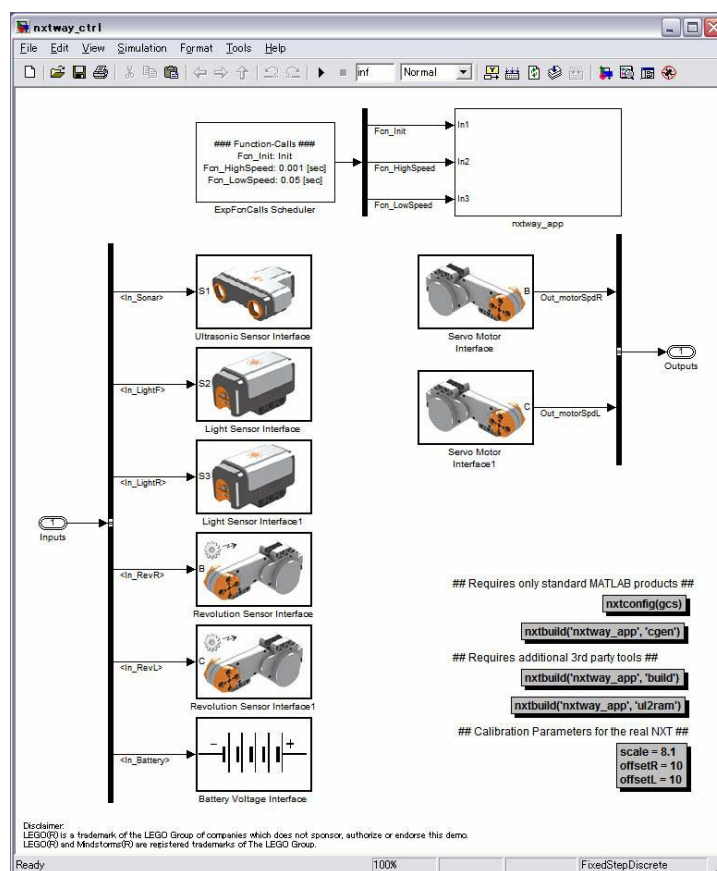 nxtway_ctrl
File Edit View Simulation Format Tools Help
inf Normal
### Function-Calls ###
Fcn_Init: Init
Fcn_HighSpeed: 0.001 [sec]
Fcn_LowSpeed: 0.05 [sec]
ExpFcnCalls Scheduler
Fcn_Init
Fcn_HighSpeed
Fcn_LowSpeed
In1
In2
In3
nxtway_app
<In_Sonar>
S1
Ultrasonic Sensor Interface
<In_LightF>
S2
Light Sensor Interface
<In_LightR>
S3
Light Sensor Interface1
1
Inputs
<In_RevR>
B
Revolution Sensor Interface
<In_RevL>
C
Revolution Sensor Interface1
<In_Battery>
- +
Battery Voltage Interface
B
Out_motorSpdR
Servo Motor
Interface
C
Out_motorSpdL
Servo Motor
Interface1
1
Outputs
## Requires only standard MATLAB products ##
nxtconfig(gcs)
nxtbuild('nxtway_app', 'cgen')
## Requires additional 3rd party tools ##
nxtbuild('nxtway_app', 'build')
nxtbuild('nxtway_app', 'ul2ram')
## Calibration Parameters for the real NXT ##
scale = 8.1
offsetR = 10
offsetL = 10
Disclaimer:
LEGO(R) is a trademark of the LEGO Group of companies which does not sponsor, authorize or endorse this demo.
LEGO(R) and Mindstorms(R) are registered trademarks of The LEGO Group.
Ready 100% FixedStepDiscrete